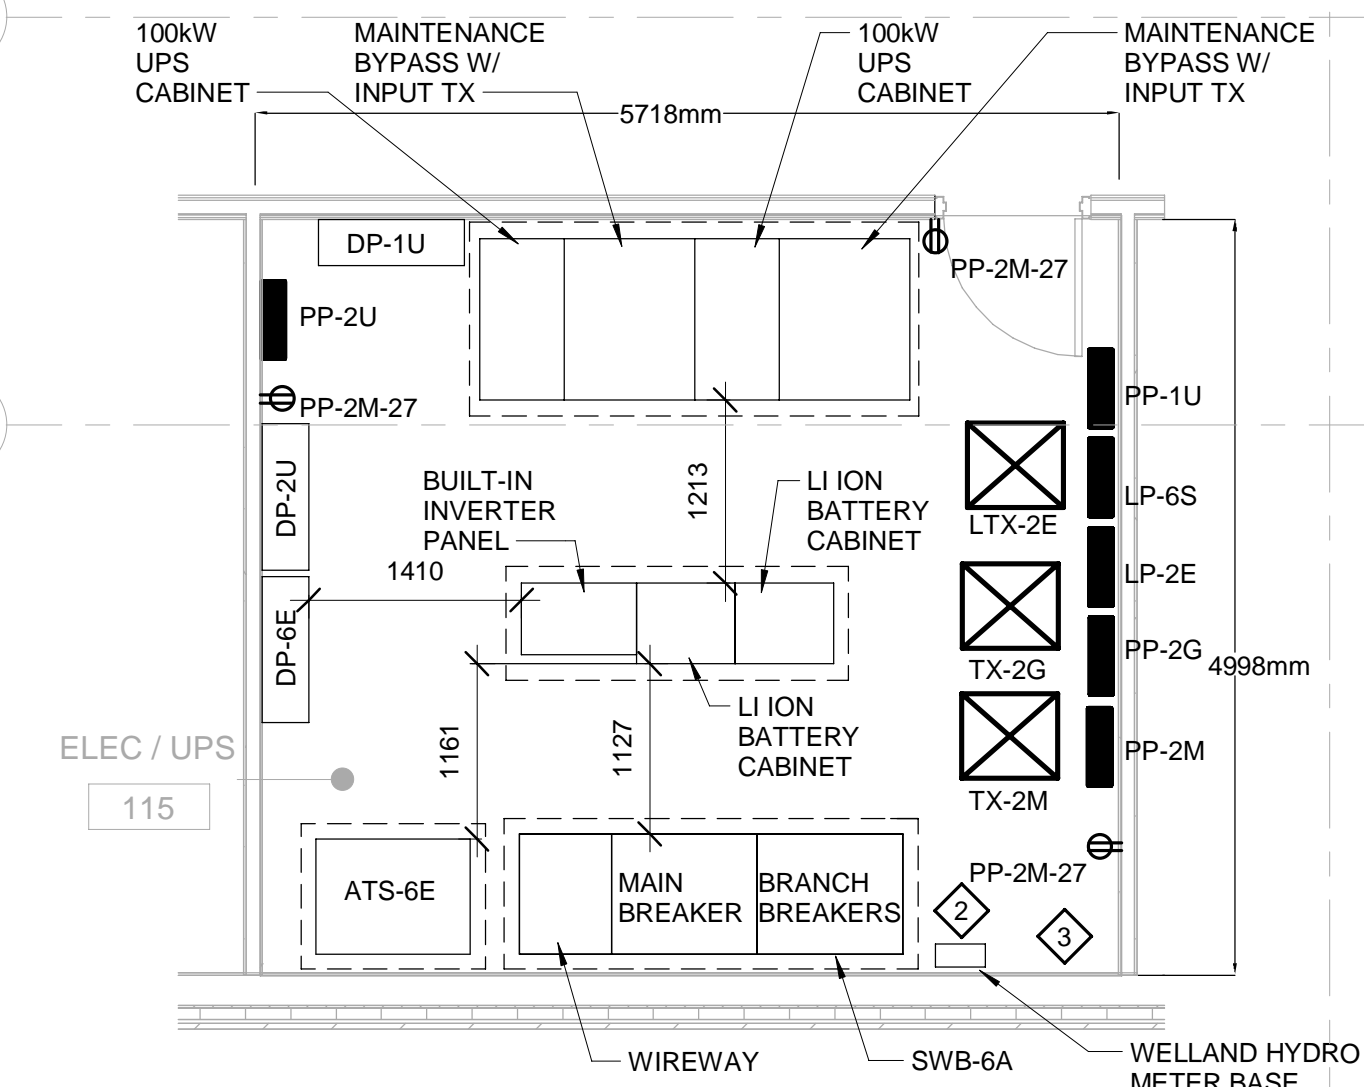 100kW
UPS
CABINET
MAINTENANCE
BYPASS W/
INPUT TX
100kW
UPS
CABINET
MAINTENANCE
BYPASS W/
INPUT TX
5718mm
DP-1U
PP-2M-27
PP-2U
PP-2M-27
PP-1U
DP-2U
BUILT-IN
INVERTER
PANEL
1213
LI ION
BATTERY
CABINET
LTX-2E
LP-6S
1410
LP-2E
DP-6E
TX-2G
PP-2G
4998mm
1161
1127
LI ION
BATTERY
CABINET
PP-2M
ELEC / UPS
115
TX-2M
PP-2M-27
ATS-6E
MAIN
BREAKER
BRANCH
BREAKERS
2
3
WIREWAY
SWB-6A
WELLAND HYDRO
METER BASE